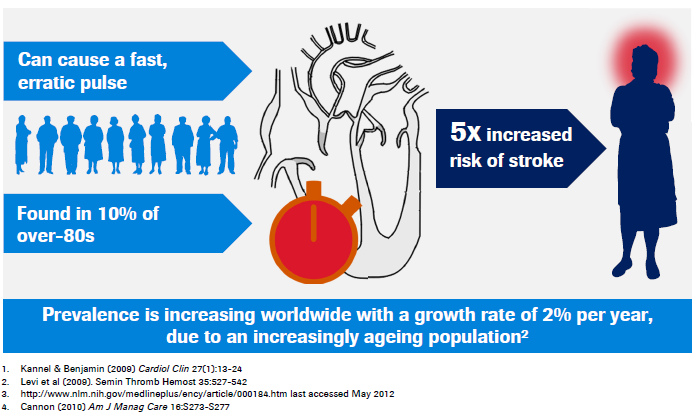 Can cause a fast,
erratic pulse
5x increased
risk of stroke
Found in 10% of
over-80s
Prevalence is increasing worldwide with a growth rate of 2% per year,
due to an increasingly ageing population²
1. Kannel & Benjamin (2009) Cardiol Clin 27(1):13-24
2. Levi et al (2009). Semin Thromb Hemost 35:527-542
3. http://www.nlm.nih.gov/medlineplus/ency/article/000184.htm last accessed May 2012
4. Cannon (2010) Am J Manag Care 16:S273-S277